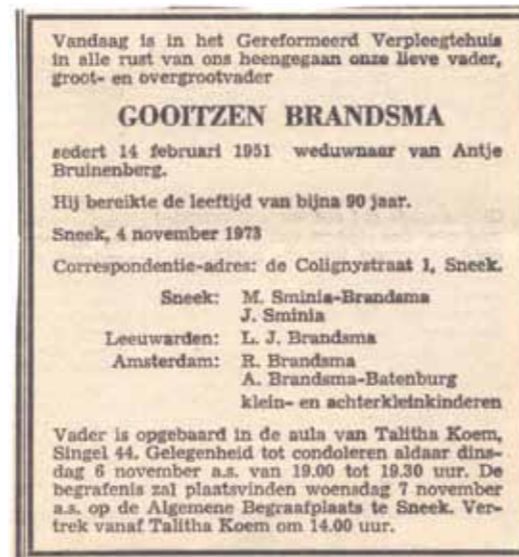 Vandaag is in het Gereformeerd Verpleegtehuis
in alle rust van ons heengegaan onze lieve vader,
groot- en overgrootvader
GOOITZEN BRANDSMA
sedert 14 februari 1951 weduwnaar van Antje
Bruinenberg.
Hij bereikte de leeftijd van bijna 90 jaar.
Sneek, 4 november 1973
Correspondentie-adres: de Colignystraat 1, Sneek.
Sneek: M. Sminia-Brandsma
J. Sminia
Leeuwarden: L. J. Brandsma
Amsterdam: R. Brandsma
A. Brandsma-Batenburg
klein- en achterkleinkinderen
Vader is opgebaard in de aula van Talitha Koem,
Singel 44. Gelegenheid tot condoleren aldaar dins-
dag 6 november a.s. van 19.00 tot 19.30 uur. De
begrafenis zal plaatsvinden woensdag 7 november
a.s. op de Algemene Begraafplaats te Sneek. Ver-
trek vanaf Talitha Koem om 14.00 uur.